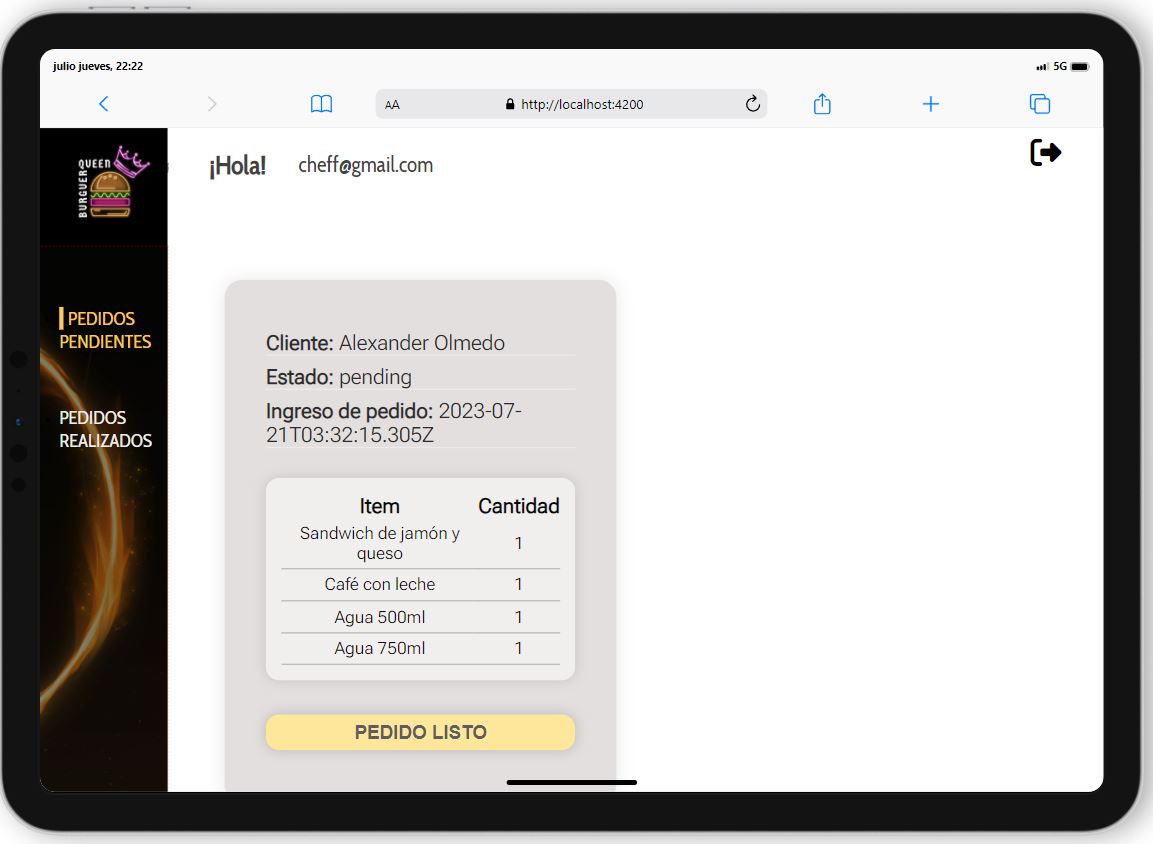 julio jueves, 22:22
5G
AA
http://localhost:4200
BURGUER
QUEEN
¡Hola! cheff@gmail.com
PEDIDOS
PENDIENTES
PEDIDOS
REALIZADOS
Cliente: Alexander Olmedo
Estado: pending
Ingreso de pedido: 2023-07-
21T03:32:15.305Z
Item Cantidad
Sandwich de jamón y
queso 1
Café con leche 1
Agua 500ml 1
Agua 750ml 1
PEDIDO LISTO